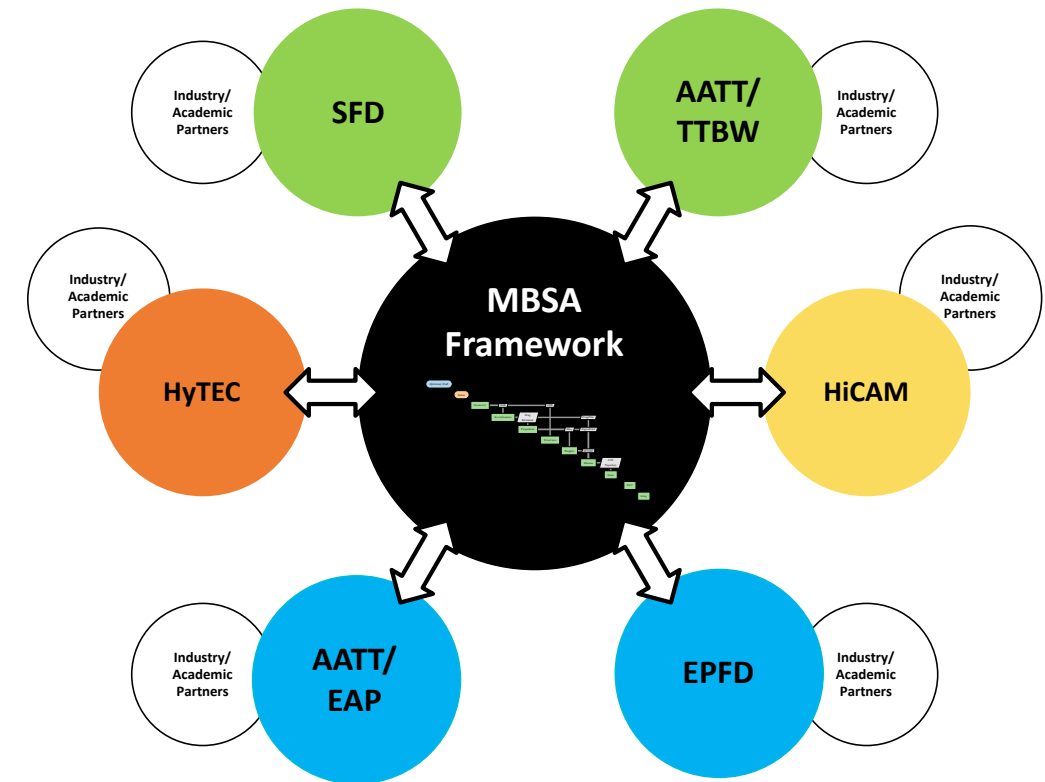 SFD
Industry/
Academic
Partners
AATT/
TTBW
Industry/
Academic
Partners
Industry/
Academic
Partners
HyTEC
MBSA
Framework
HiCAM
Industry/
Academic
Partners
AATT/
EAP
Industry/
Academic
Partners
EPFD
Industry/
Academic
Partners